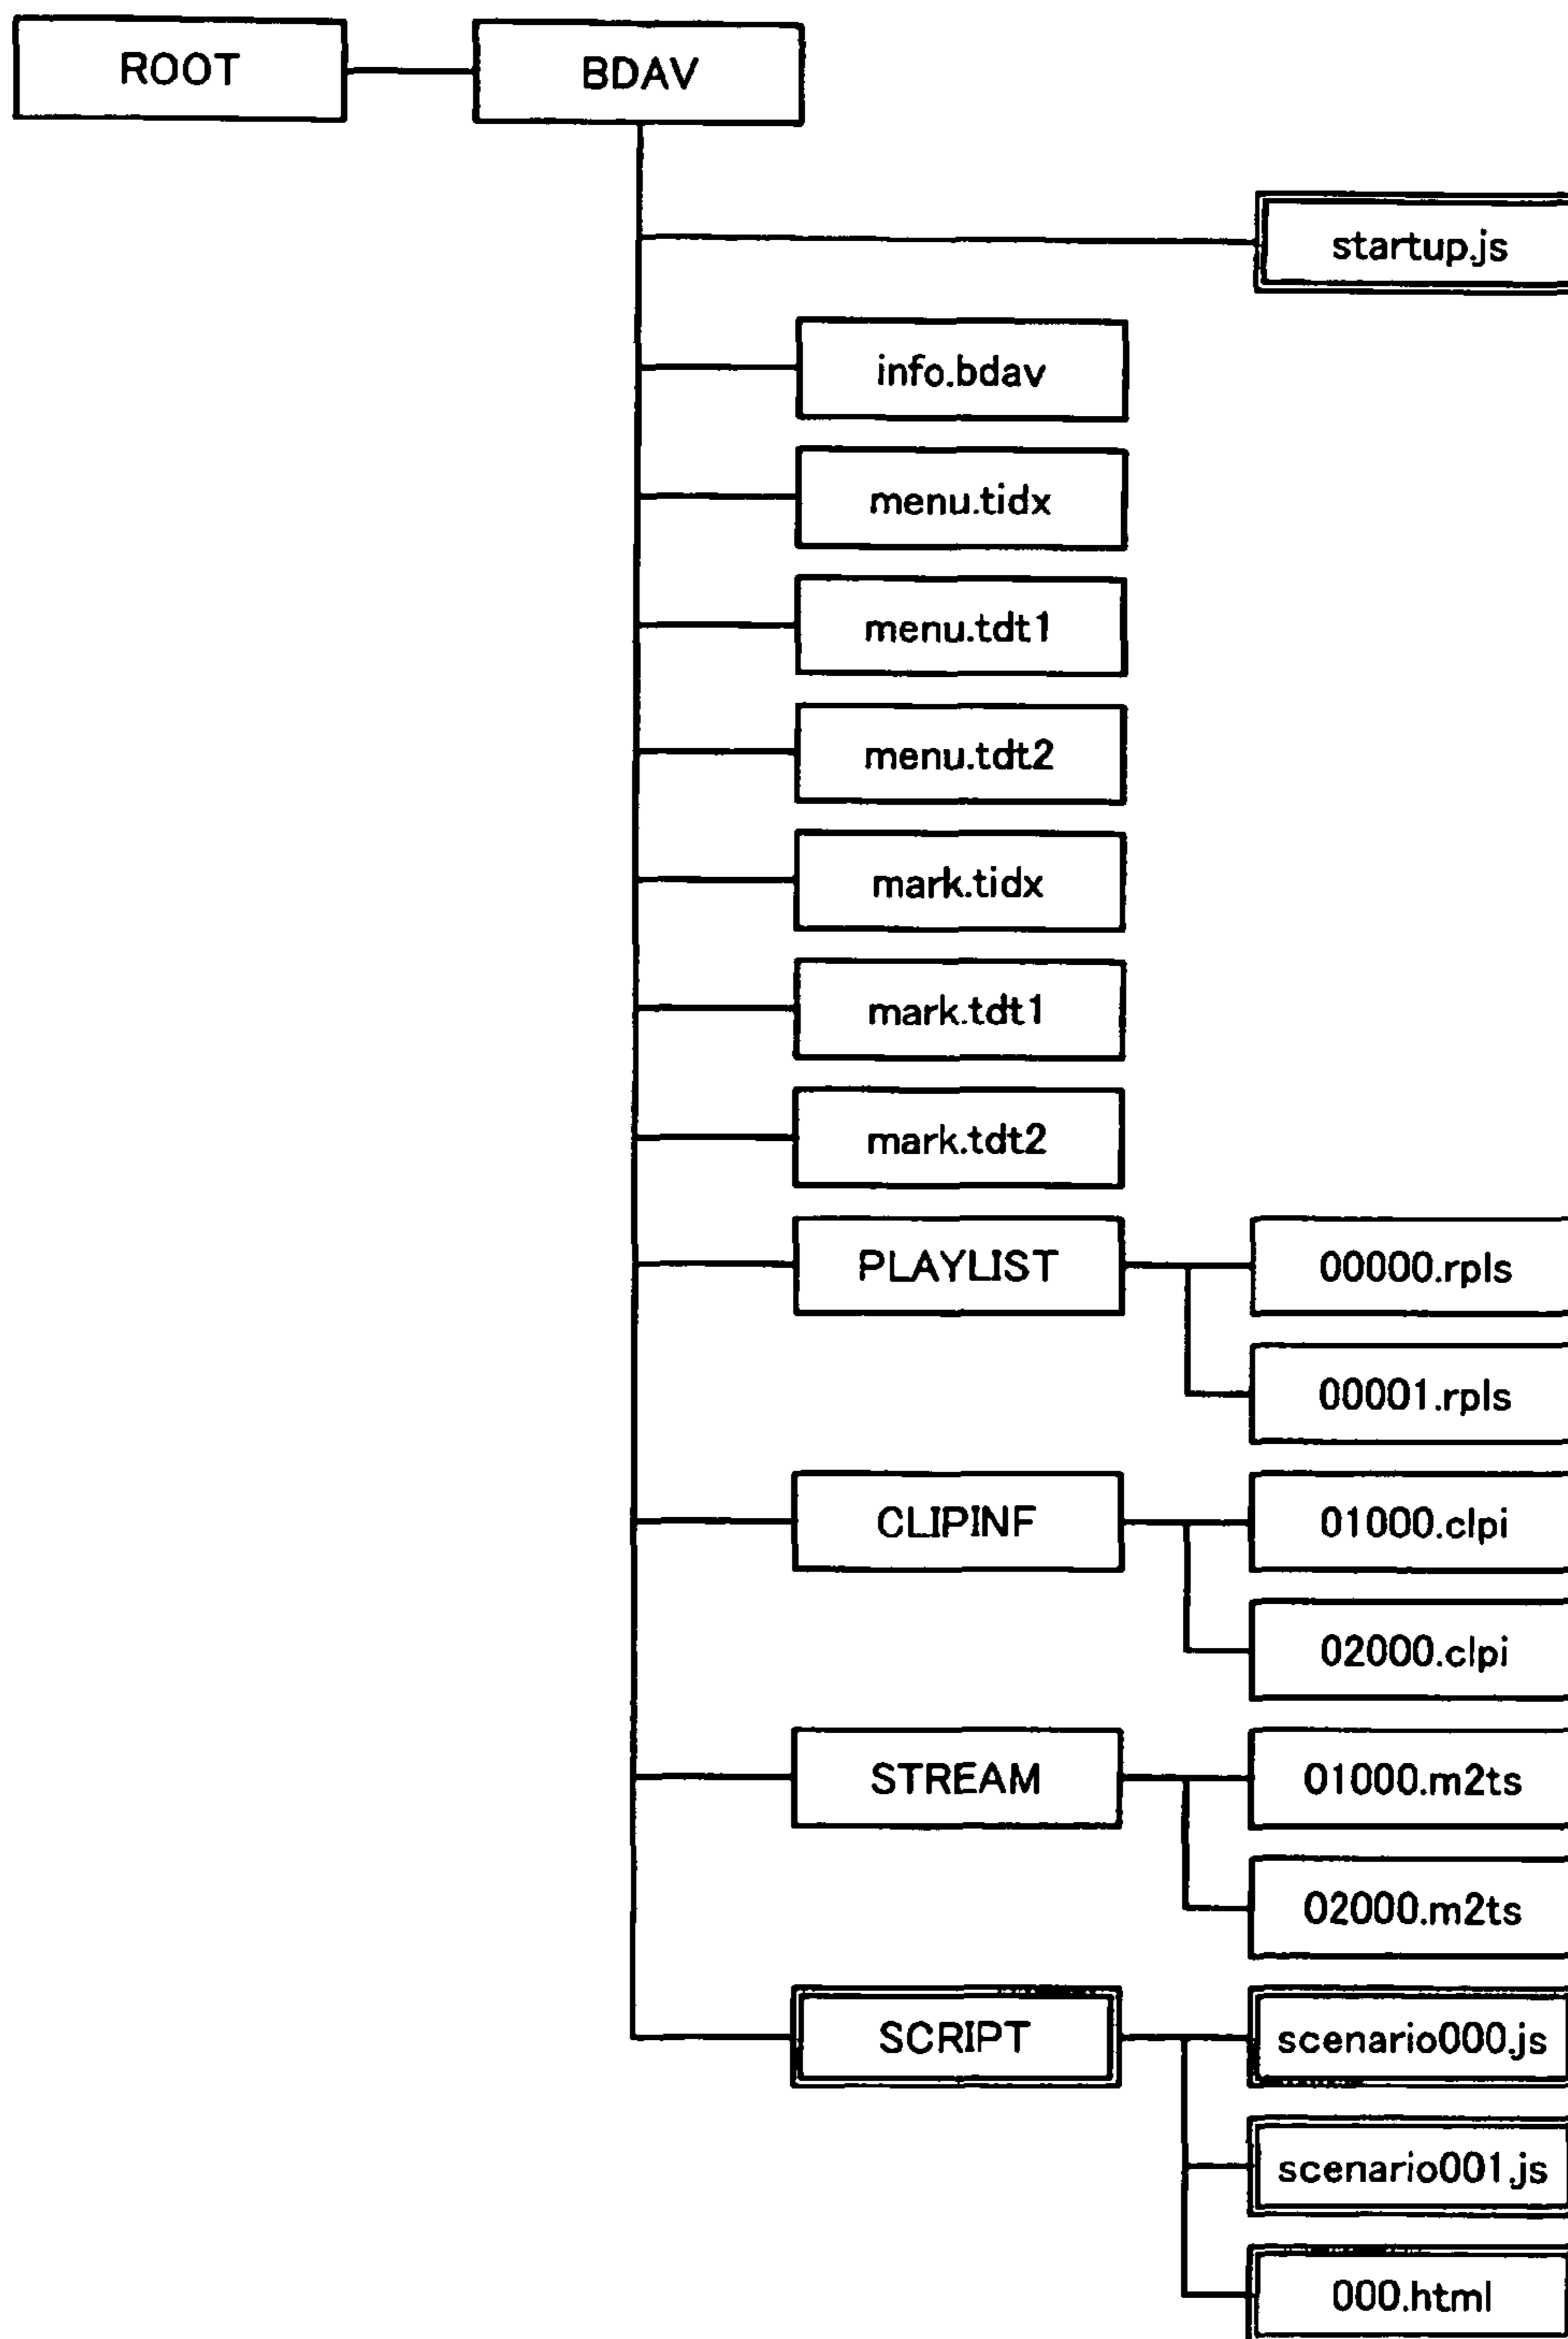 ROOT
BDAV
startup.js
info.bdav
menu.tidx
menu.tdt1
menu.tdt2
mark.tidx
mark.tdt1
mark.tdt2
PLAYLIST
00000.rpls
00001.rpls
CLIPINF
01000.clpi
02000.clpi
STREAM
01000.m2ts
02000.m2ts
SCRIPT
scenario000.js
scenario001.js
000.html